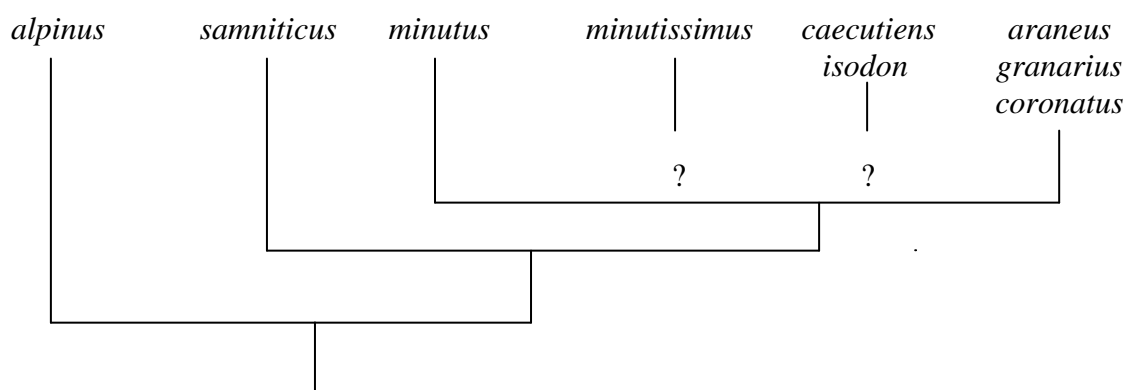 alpinus samniticus minutus minutissimus caecutiens araneus
isodon granarius
coronatus
? ?